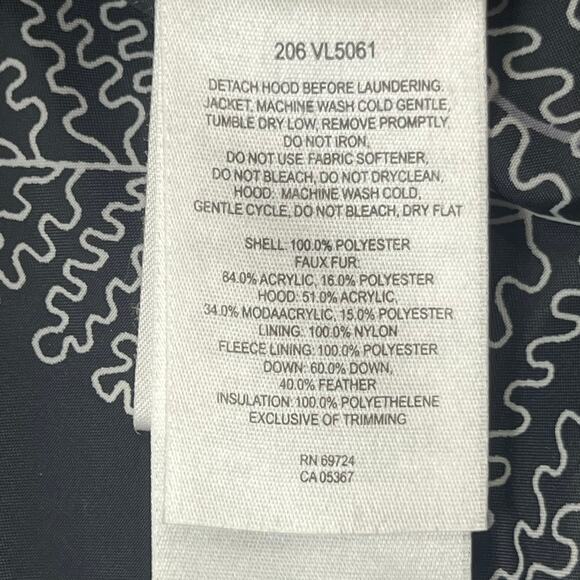 206 VL5061
DETACH HOOD BEFORE LAUNDERING.
JACKET, MACHINE WASH COLD GENTLE,
TUMBLE DRY LOW, REMOVE PROMPTLY.
DO NOT IRON,
DO NOT USE FABRIC SOFTENER,
DO NOT BLEACH, DO NOT DRYCLEAN,
HOOD: MACHINE WASH COLD,
GENTLE CYCLE, DO NOT BLEACH, DRY FLAT
SHELL: 100.0% POLYESTER
FAUX FUR:
84.0% ACRYLIC, 16.0% POLYESTER
HOOD: 51.0% ACRYLIC,
34.0% MODAACRYLIC, 15.0% POLYESTER
LINING: 100.0% NYLON
FLEECE LINING: 100.0% POLYESTER
DOWN: 60.0% DOWN,
40.0% FEATHER
INSULATION: 100.0% POLYETHELENE
EXCLUSIVE OF TRIMMING
RN 69724
CA 05367